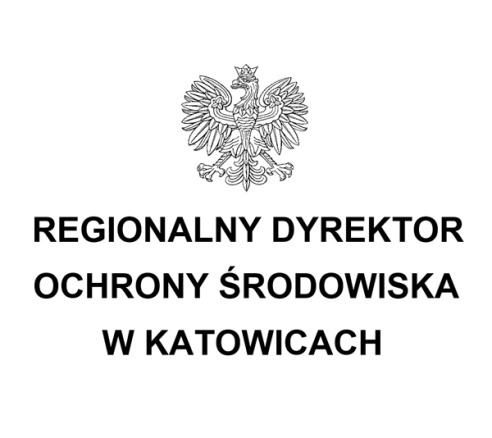 REGIONALNY DYREKTOR
OCHRONY ŚRODOWISKA
W KATOWICACH